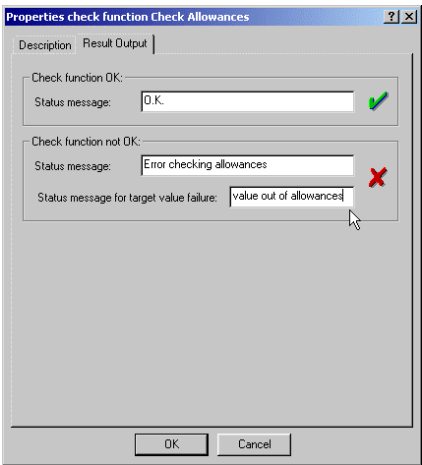 Properties check function Check Allowances
Description Result Output
Check function OK:
Status message: O.K.
Check function not OK:
Status message: Error checking allowances
Status message for target value failure: value out of allowances
OK Cancel